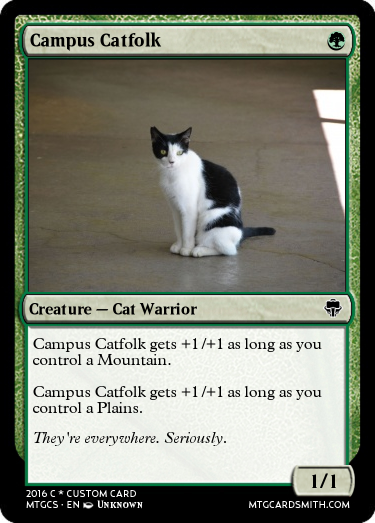 Campus Catfolk
Creature — Cat Warrior
Campus Catfolk gets +1/+1 as long as you
control a Mountain.
Campus Catfolk gets +1/+1 as long as you
control a Plains.
They're everywhere. Seriously.
1/1
2016 C * CUSTOM CARD
MTGCS · EN Unknown
MTGCARDSMITH.COM